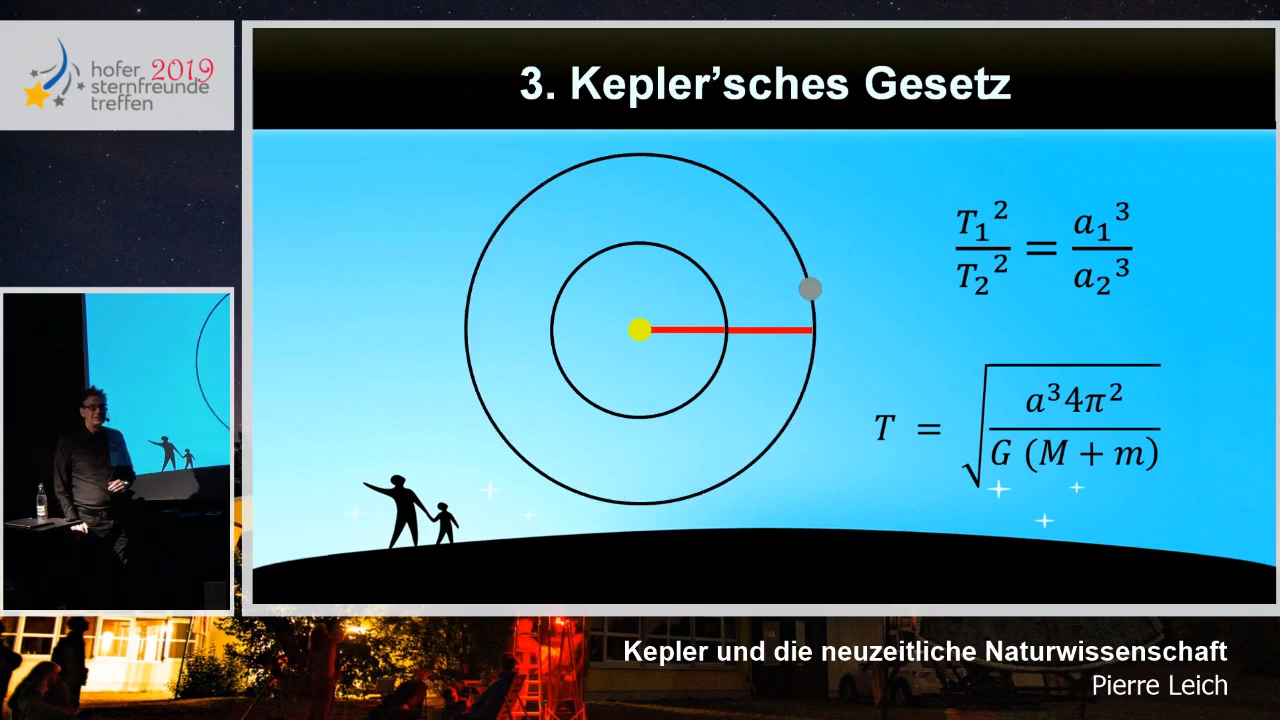 hofer 2019
sternfreunde
treffen
3. Kepler'sches Gesetz
T₁² / T₂² = a₁³ / a₂³
T = √(a³4π² / G (M + m))
Kepler und die neuzeitliche Naturwissenschaft
Pierre Leich